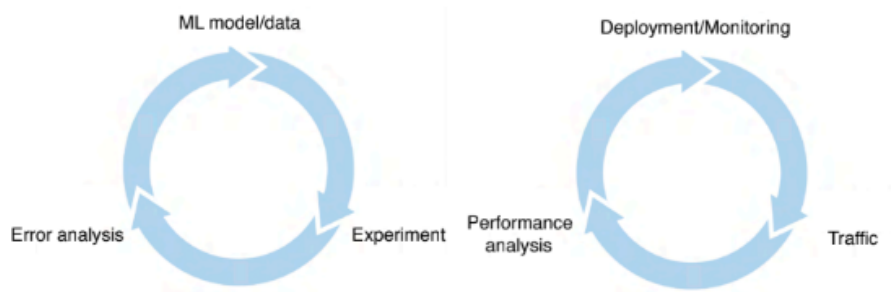 ML model/data
Error analysis
Experiment
Deployment/Monitoring
Performance
analysis
Traffic